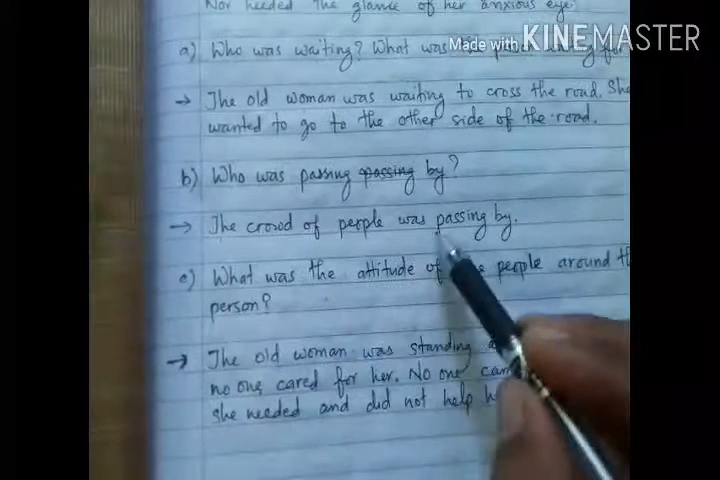 Nor heeded the glance of her anxious eye.
Made with KINEMASTER
a) Who was waiting? What was the for
→ The old woman was waiting to cross the road. She
wanted to go to the other side of the road.
b) Who was passing passing by?
→ The crowd of people was passing by.
c) What was the attitude of people around
person?
→ The old woman was standing
no one cared for her. No one
she needed and did not help